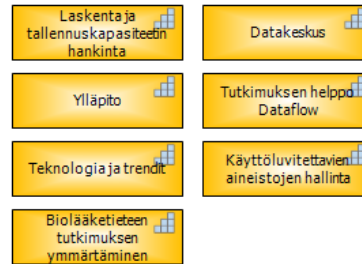 Laskenta ja
tallennuskapasiteetin
hankinta
Datakeskus
Ylläpito
Tutkimuksen helppo
Dataflow
Teknologia ja trendit
Käyttöluvitettavien
aineistojen hallinta
Biolääketieteen
tutkimuksen
ymmärtäminen